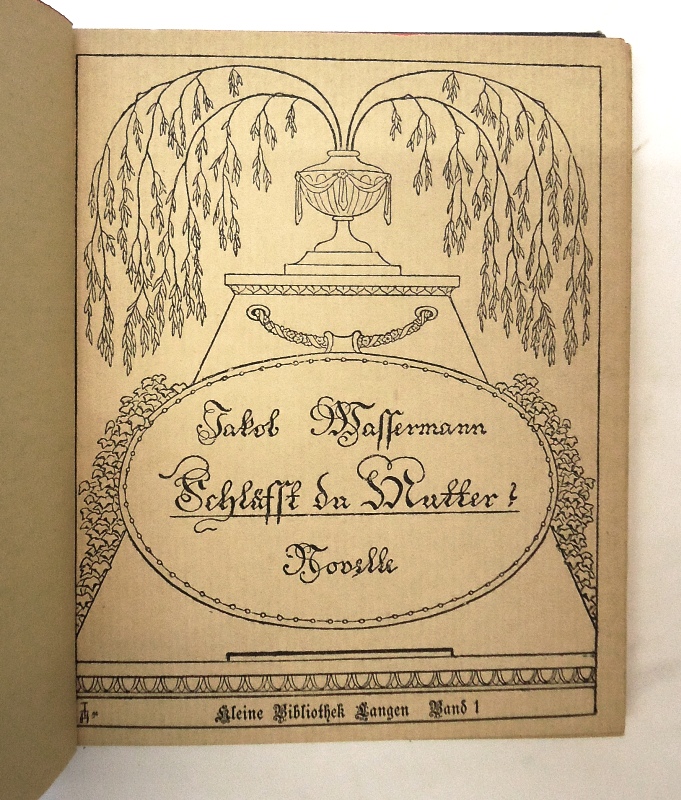 Jakob Wassermann
Schläfst du Mutter?
Novelle
Kleine Bibliothek Langen Band 1